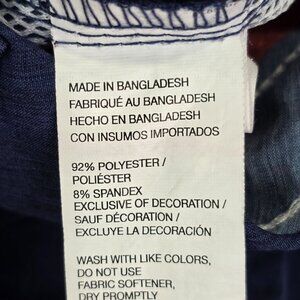 MADE IN BANGLADESH
FABRIQUÉ AU BANGLADESH
HECHO EN BANGLADESH
CON INSUMOS IMPORTADOS
92% POLYESTER /
POLIÉSTER
8% SPANDEX
EXCLUSIVE OF DECORATION /
SAUF DÉCORATION /
EXCLUYE LA DECORACIÓN
WASH WITH LIKE COLORS,
DO NOT USE
FABRIC SOFTENER,
DRY PROMPTLY